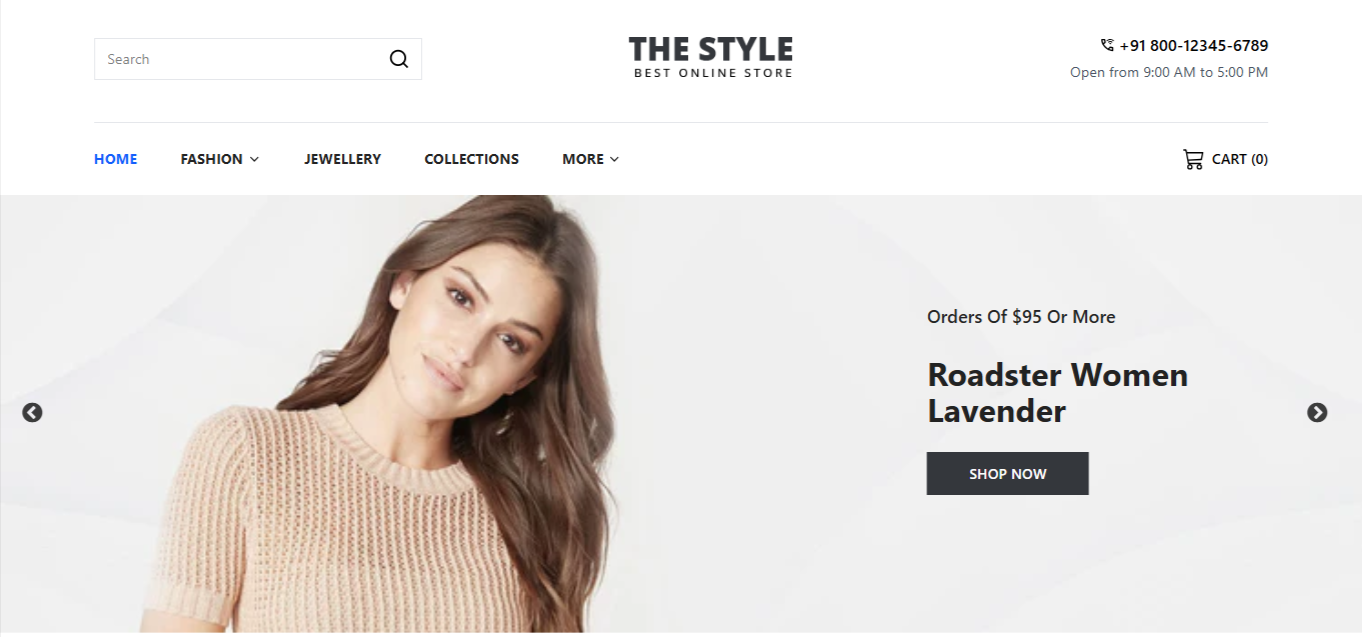 Search
THE STYLE
BEST ONLINE STORE
+91 800-12345-6789
Open from 9:00 AM to 5:00 PM
HOME
FASHION
JEWELLERY
COLLECTIONS
MORE
CART (0)
Orders Of $95 Or More
Roadster Women
Lavender
SHOP NOW